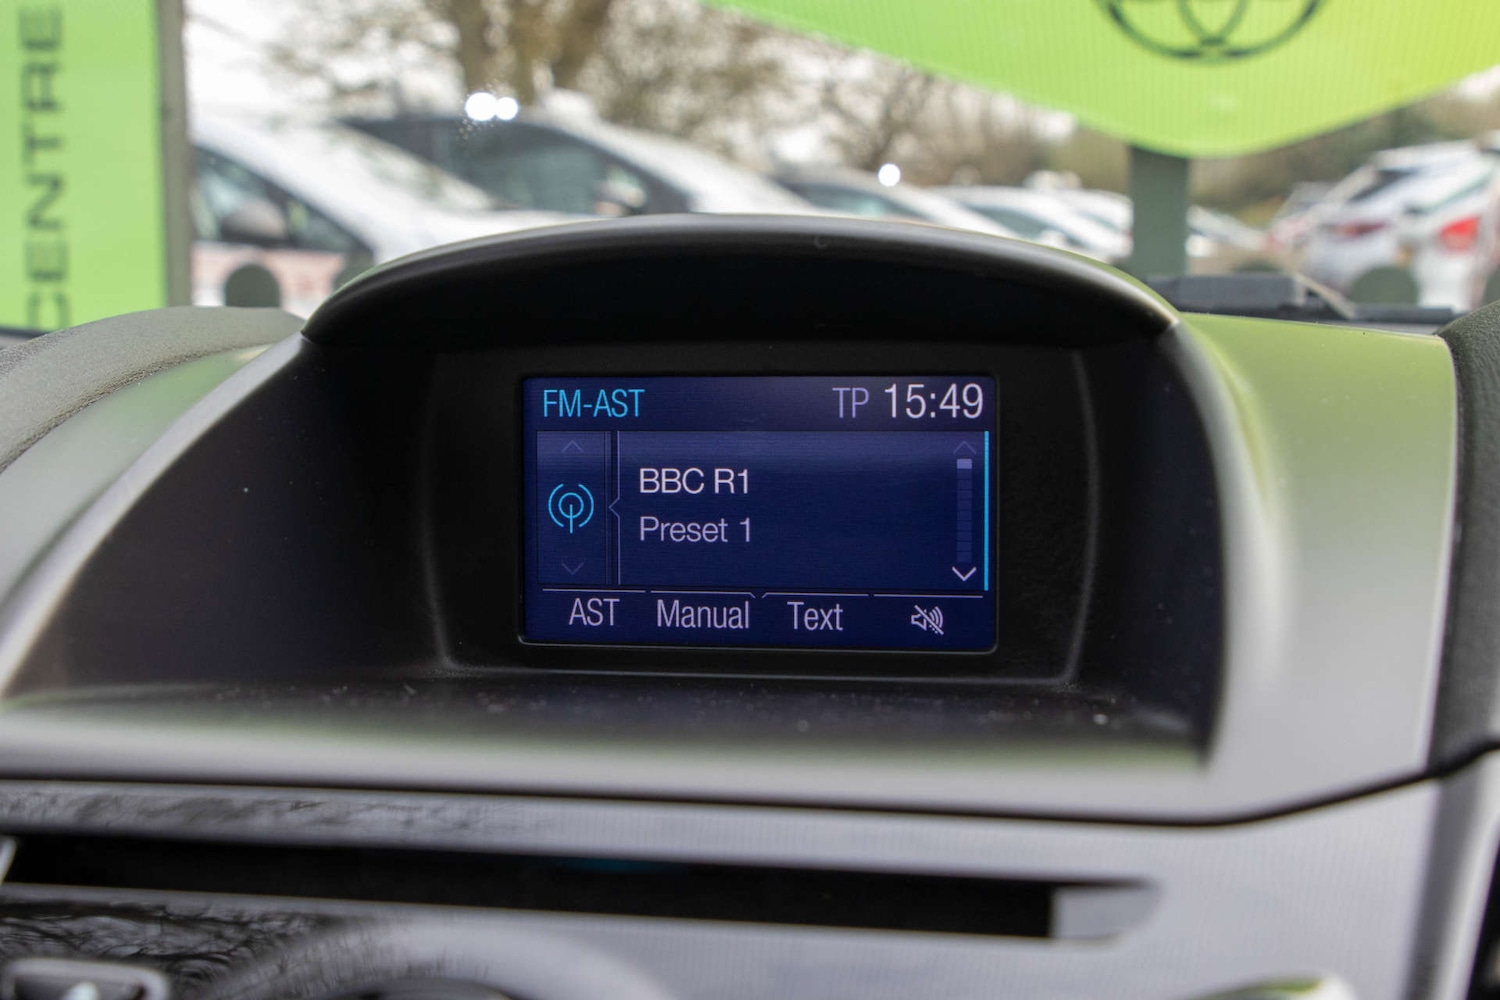 CENTRE
FM-AST TP 15:49
BBC R1
Preset 1
AST Manual Text